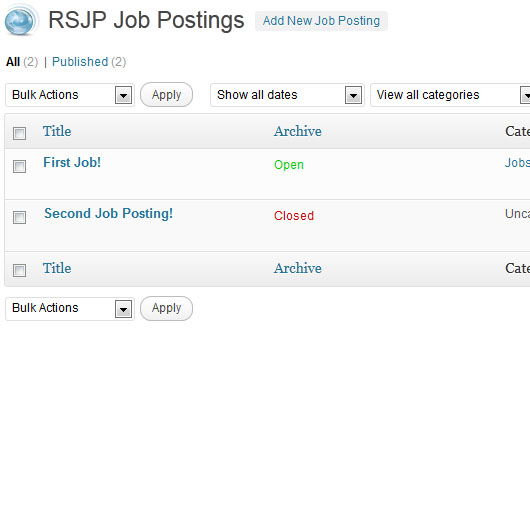 RSJP Job Postings Add New Job Posting
All (2) | Published (2)
Bulk Actions Apply Show all dates View all categories
Title Archive Cate
First Job! Open Jobs
Second Job Posting! Closed Unca
Title Archive Cate
Bulk Actions Apply